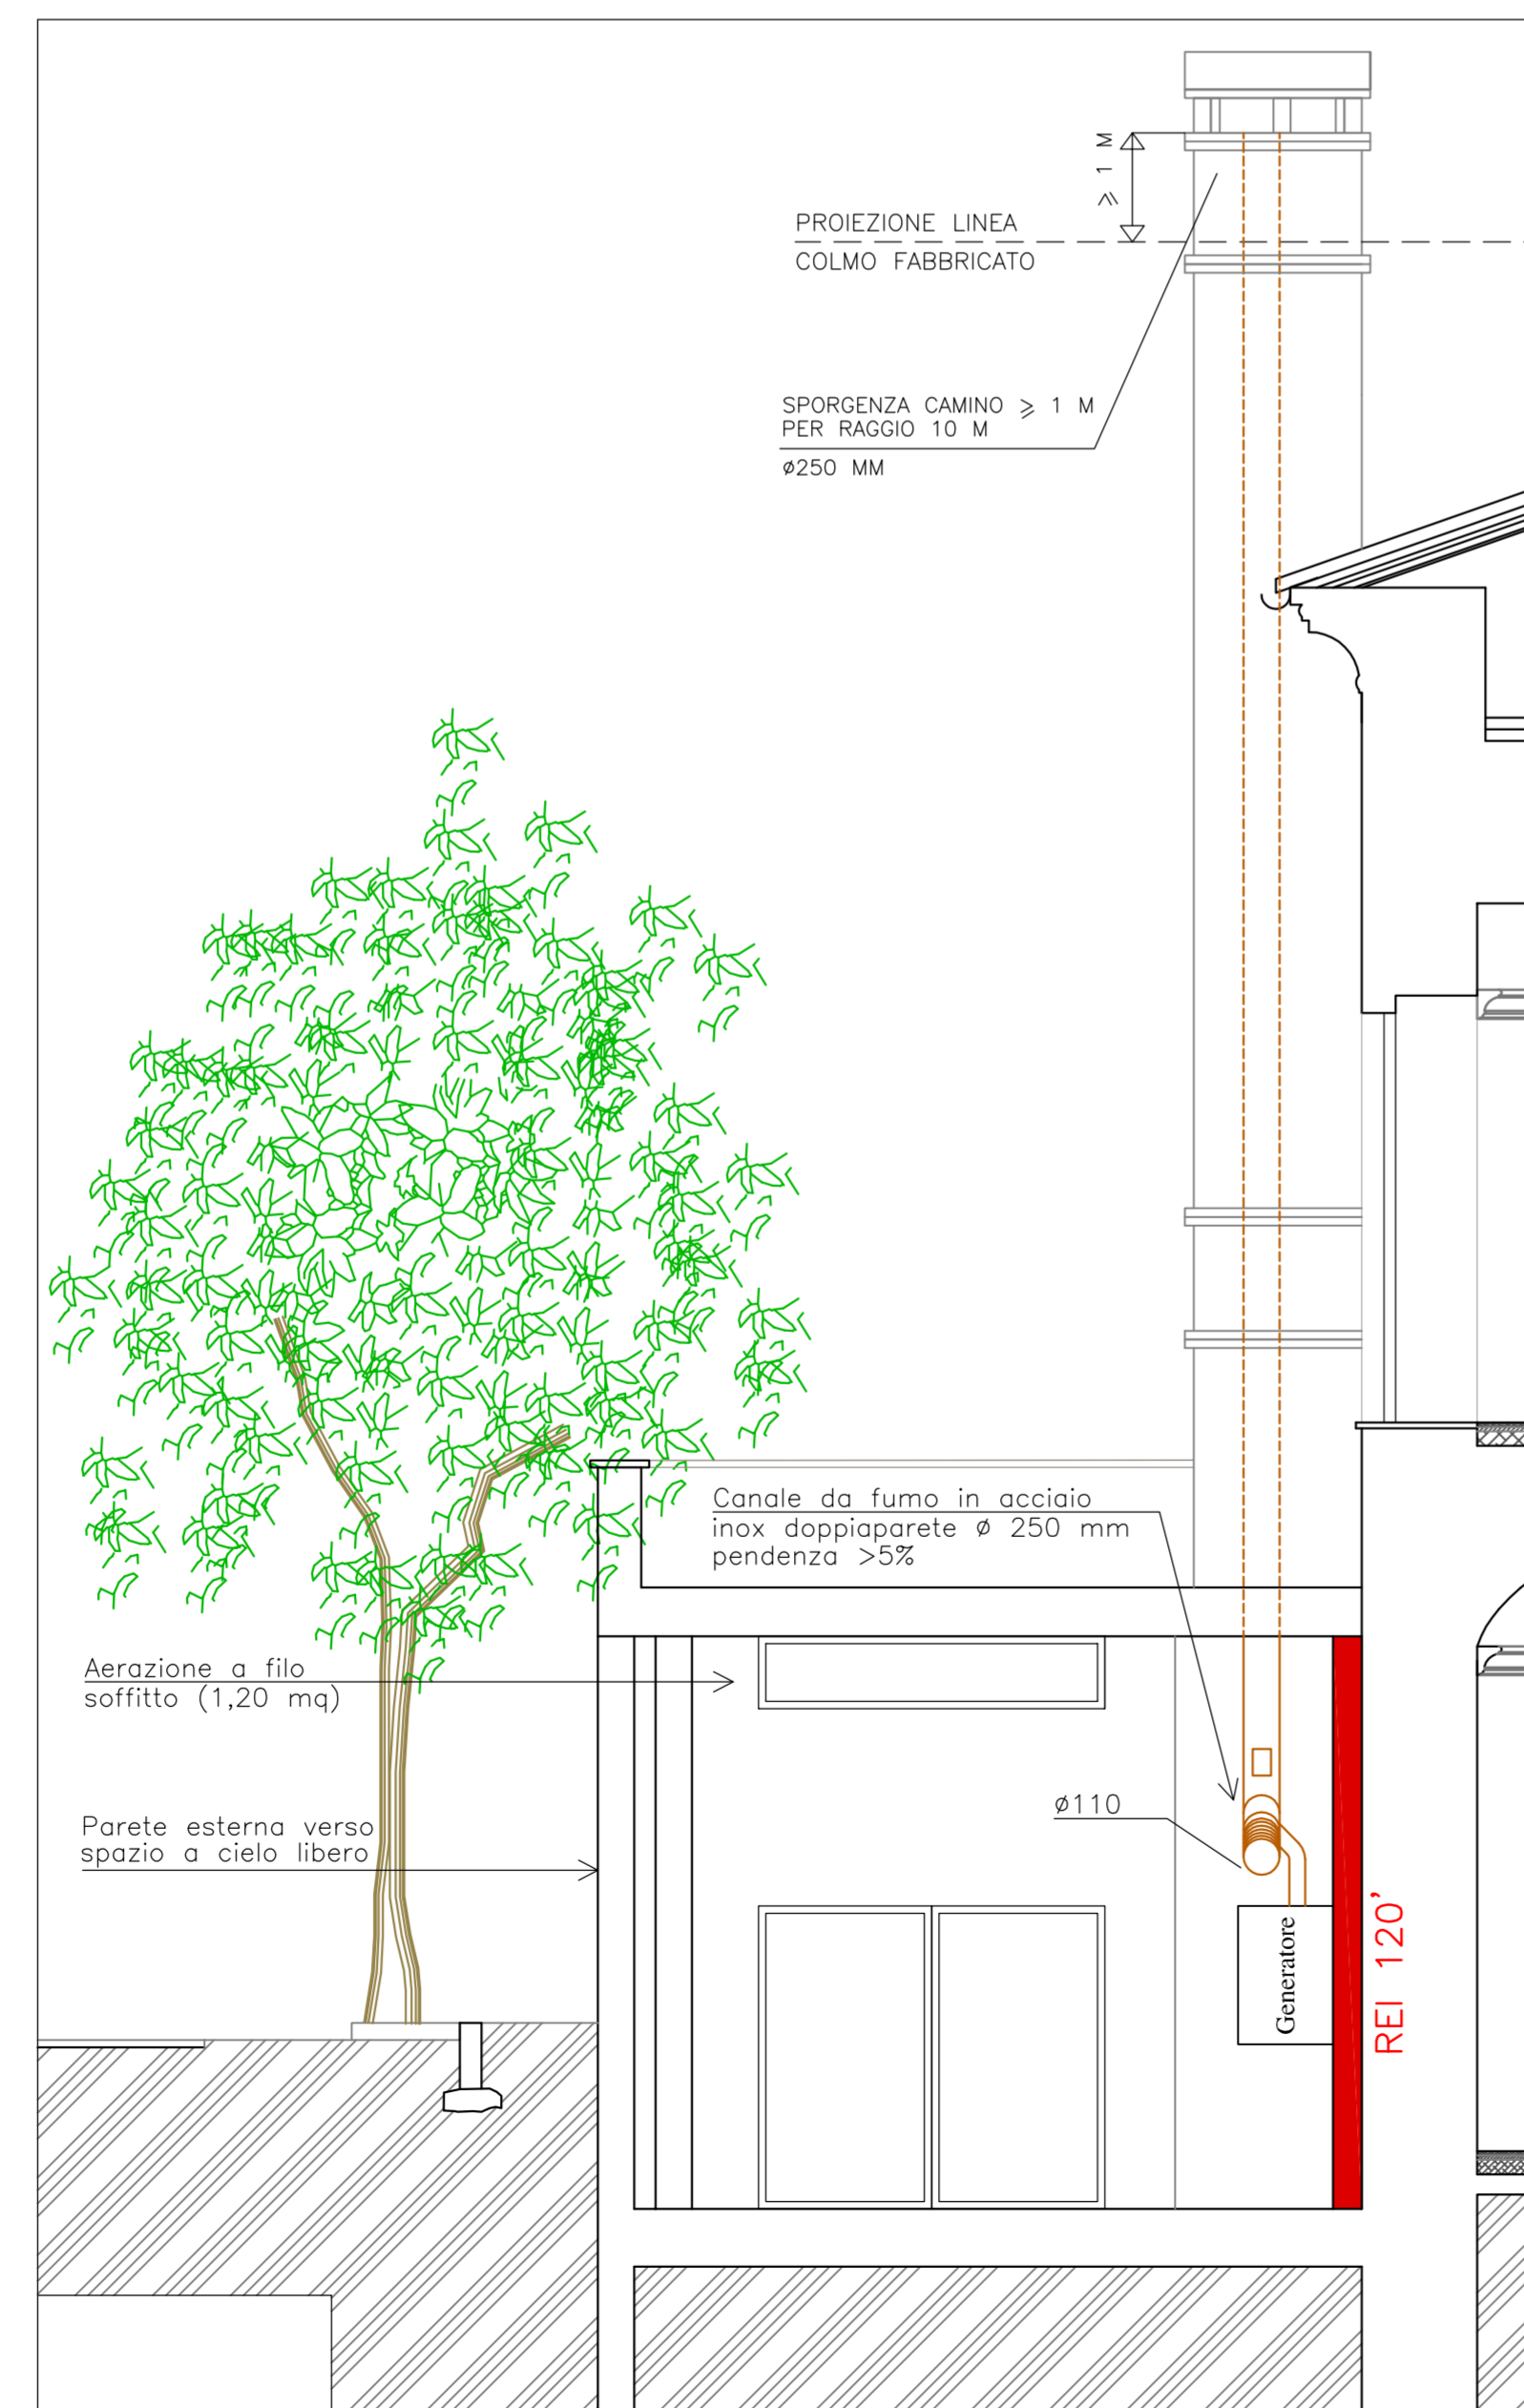 ⩾ 1 M
PROIEZIONE LINEA
COLMO FABBRICATO
SPORGENZA CAMINO ⩾ 1 M
PER RAGGIO 10 M
ø250 MM
Canale da fumo in acciaio
inox doppiaparete ø 250 mm
pendenza >5%
Aerazione a filo
soffitto (1,20 mq)
ø110
Parete esterna verso
spazio a cielo libero
Generatore
REI 120'